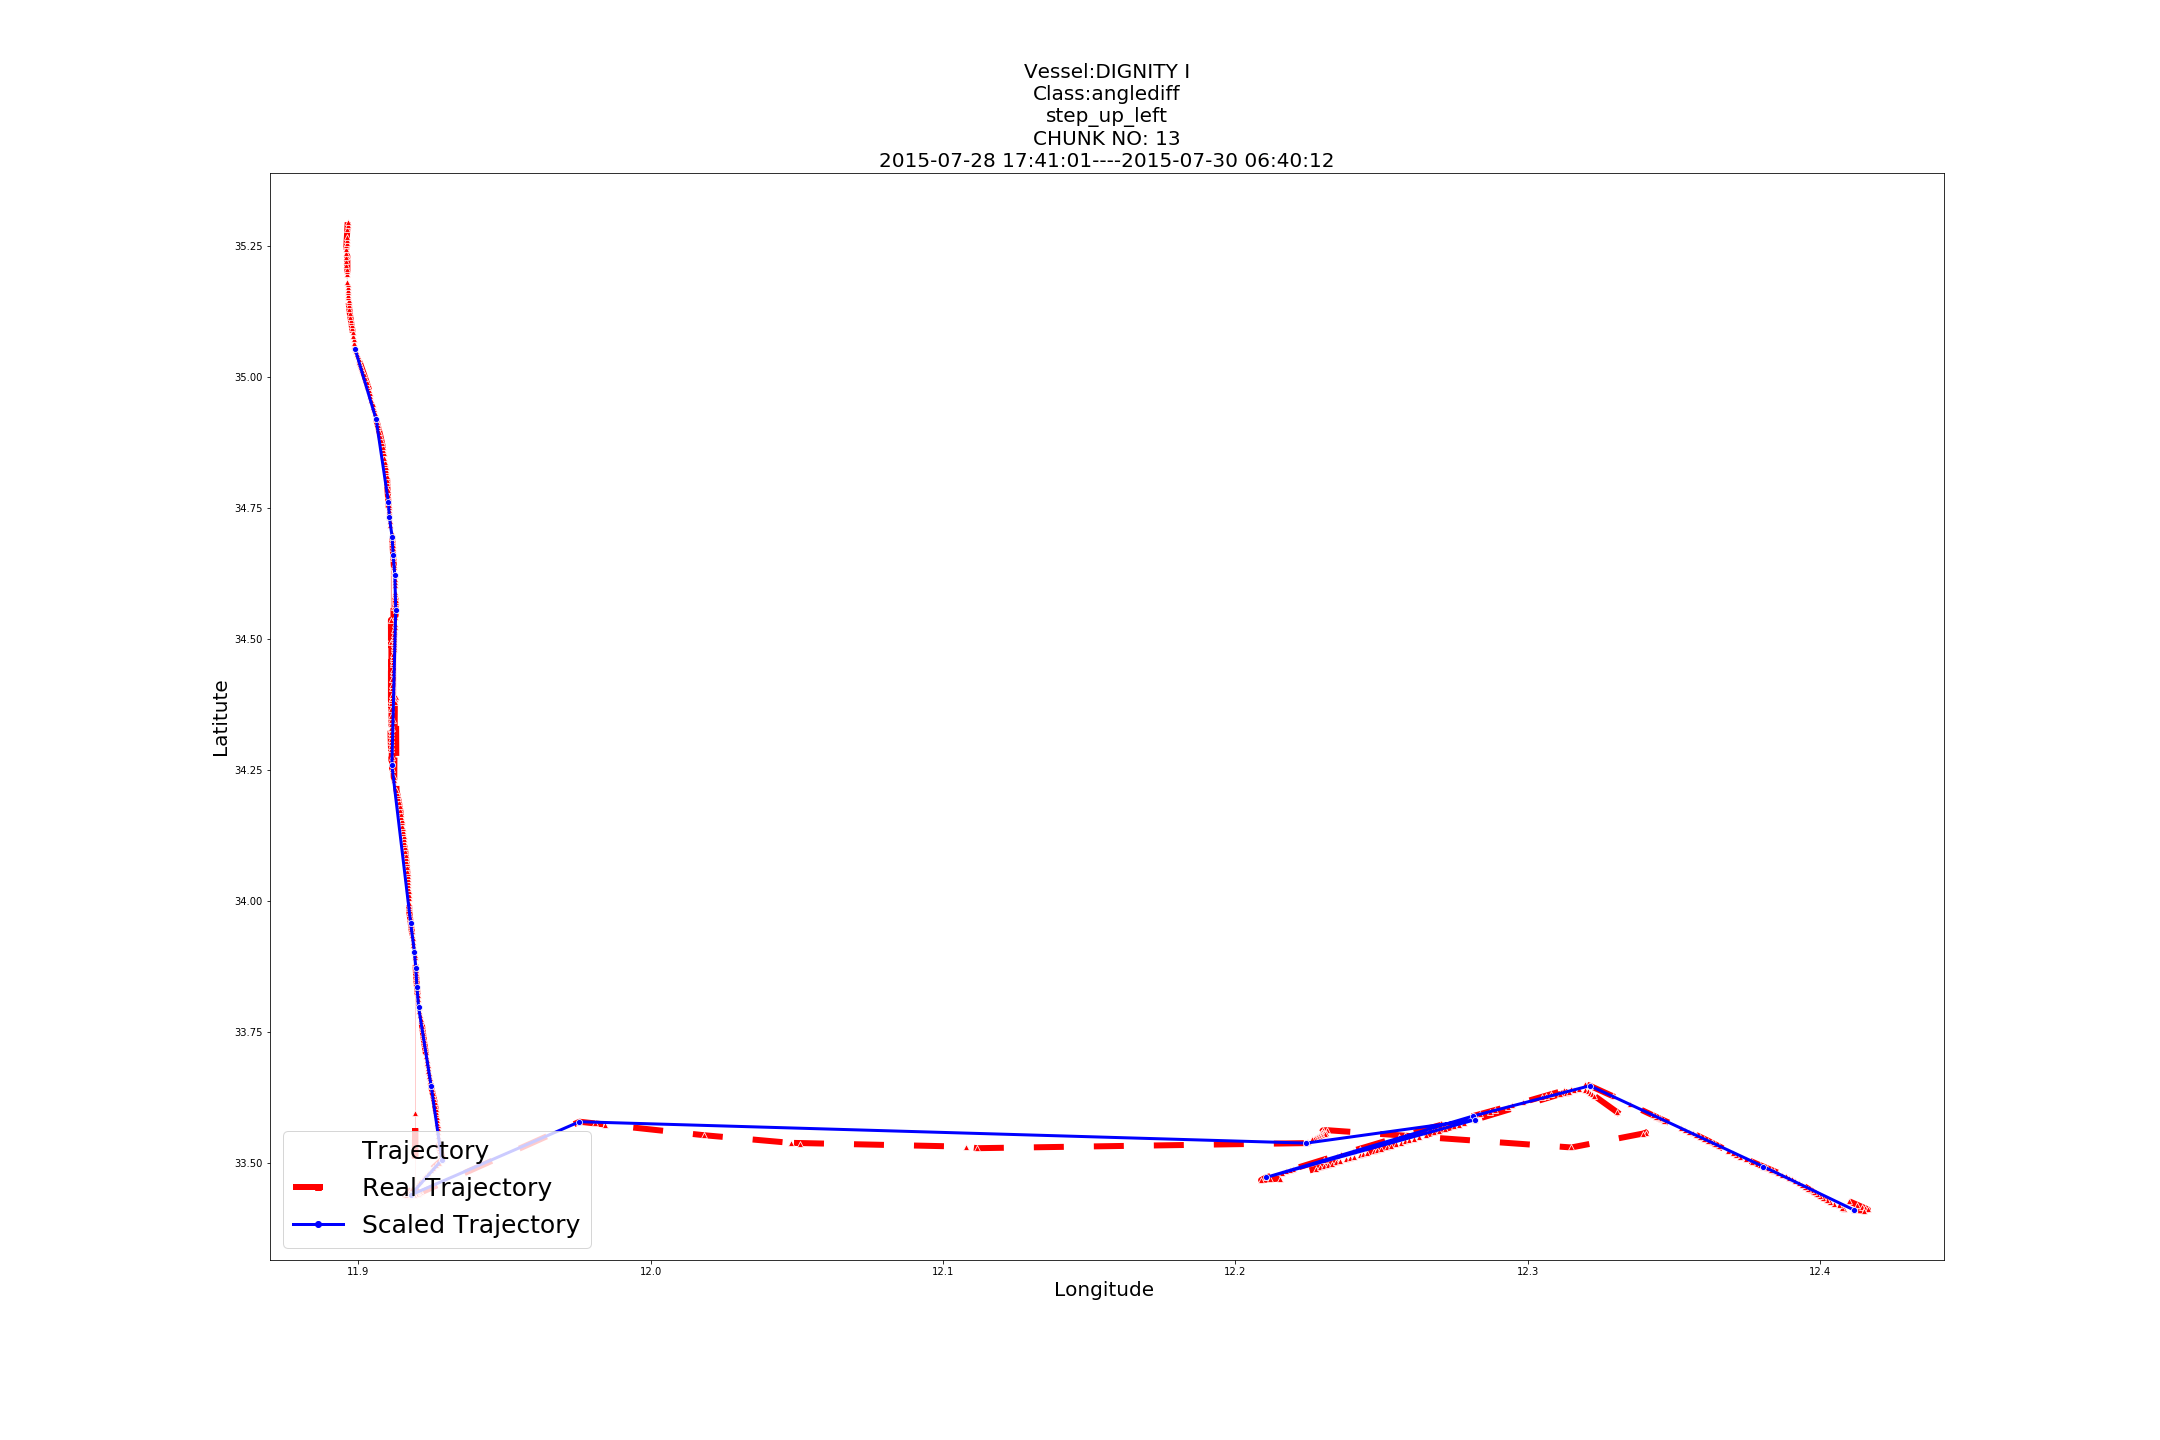 Vessel:DIGNITY I
Class:anglediff
step_up_left
CHUNK NO: 13
2015-07-28 17:41:01----2015-07-30 06:40:12
Latitute
35.25
35.00
34.75
34.50
34.25
34.00
33.75
33.50
Trajectory
Real Trajectory
Scaled Trajectory
11.9 12.0 12.1 12.2 12.3 12.4
Longitude